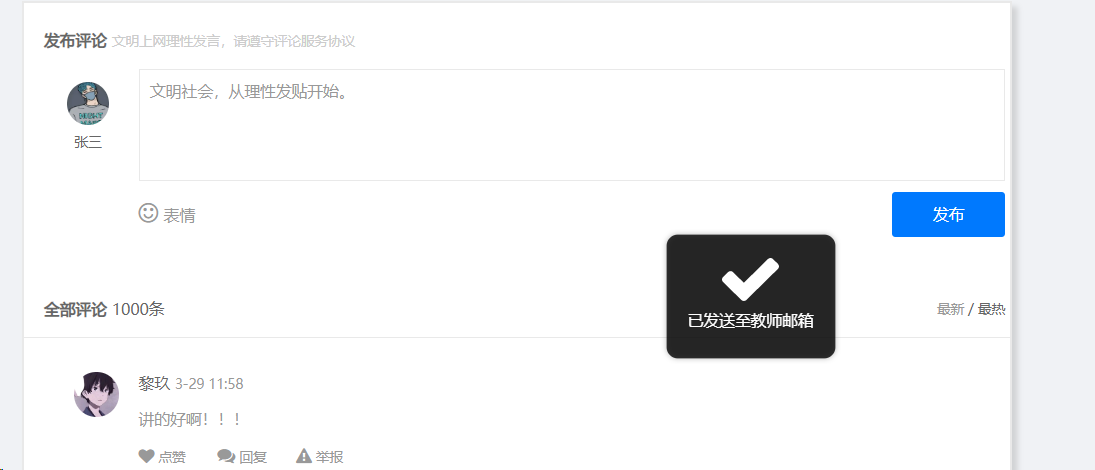 发布评论 文明上网理性发言，请遵守评论服务协议
文明社会，从理性发贴开始。
张三
表情
发布
已发送至教师邮箱
全部评论 1000条
最新 / 最热
黎玖 3-29 11:58
讲的好啊！！！
点赞 回复 举报